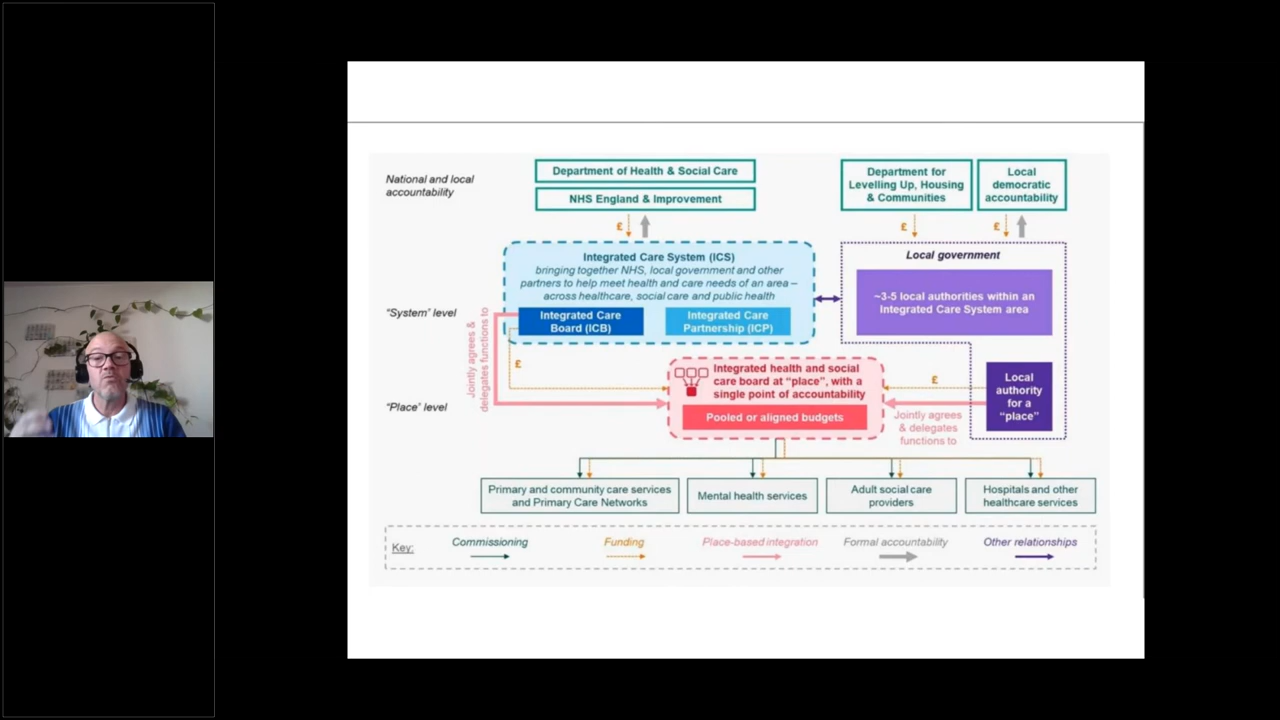 National and local
accountability
Department of Health & Social Care
NHS England & Improvement
Department for
Levelling Up, Housing
& Communities
Local
democratic
accountability
£
£
£
Integrated Care System (ICS)
bringing together NHS, local government and other
partners to help meet health and care needs of an area –
across healthcare, social care and public health
Integrated Care
Board (ICB)
Integrated Care
Partnership (ICP)
Local government
~3-5 local authorities within an
Integrated Care System area
"System" level
Jointly agrees &
delegates functions to
£
Integrated health and social
care board at "place", with a
single point of accountability
Pooled or aligned budgets
£
Local
authority
for a
"place"
"Place" level
Jointly agrees
& delegates
functions to
Primary and community care services
and Primary Care Networks
Mental health services
Adult social care
providers
Hospitals and other
healthcare services
Key:
Commissioning
Funding
Place-based integration
Formal accountability
Other relationships